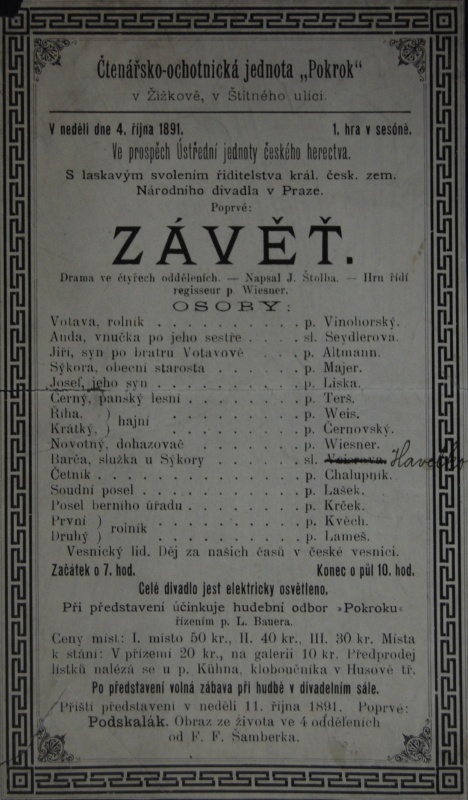 Čtenářsko-ochotnická jednota „Pokrok“
v Žižkově, v Štítného ulici.
V neděli dne 4. října 1891. 1. hra v sesóně.
Ve prospěch Ústřední jednoty českého herectva.
S laskavým svolením řiditelstva král. česk. zem.
Národního divadla v Praze.
Poprvé:
ZÁVĚŤ.
Drama ve čtyřech odděleních. — Napsal J. Štolba. — Hru řídí
regisseur p. Wiesner.
OSOBY:
Votava, rolník . . . . . . . . . . p. Vinohorský.
Anda, vnučka po jeho sestře . . . . sl. Seydlerova.
Jiří, syn po bratru Votavově . . . . p. Altmann.
Sýkora, obecní starosta . . . . . . p. Majer.
Josef, jeho syn . . . . . . . . . . p. Liska.
Černý, panský lesní . . . . . . . . p. Terš.
Říha, ) . . . . . . . . p. Weis.
hajní
Krátký, ) . . . . . . . . p. Černovský.
Novotný, dohazovač . . . . . . . . p. Wiesner.
Barča, služka u Sýkory . . . . . . sl. Havelko
Četník . . . . . . . . . . . . . . p. Chalupník.
Soudní posel . . . . . . . . . . . p. Lašek.
Posel berního úřadu . . . . . . . . p. Krček.
První ) . . . . . . . . p. Kvěch.
rolník
Druhý ) . . . . . . . . p. Lameš.
Vesnický lid. Děj za našich časů v české vesnici.
Začátek o 7. hod. Konec o půl 10. hod.
Celé divadlo jest elektricky osvětleno.
Při představení účinkuje hudební odbor »Pokroku«
řízením p. L. Bauera.
Ceny míst: I. místo 50 kr., II. 40 kr., III. 30 kr. Místa
k stání: V přízemí 20 kr., na galerii 10 kr. Předprodej
lístků nalézá se u p. Kühna, kloboučníka v Husově tř.
Po představení volná zábava při hudbě v divadelním sále.
Příští představení v neděli 11. října 1891. Poprvé:
Podskalák. Obraz ze života ve 4 odděleních
od F. F. Šamberka.